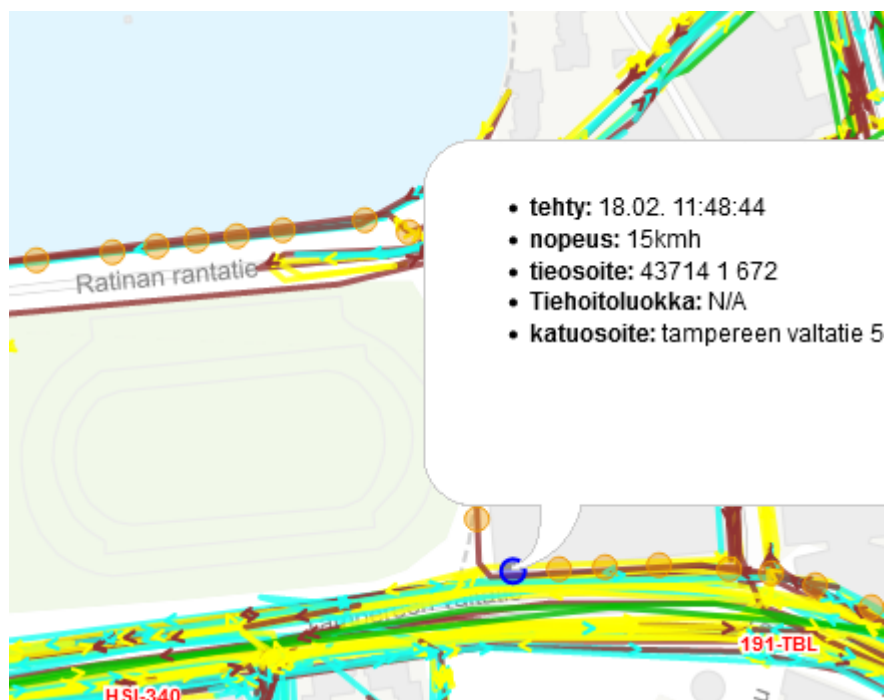 tehty: 18.02. 11:48:44
nopeus: 15kmh
tieosoite: 43714 1 672
Tiehoitoluokka: N/A
katuosoite: tampereen valtatie 5
Ratinan rantatie
191-TBL
HSI-340